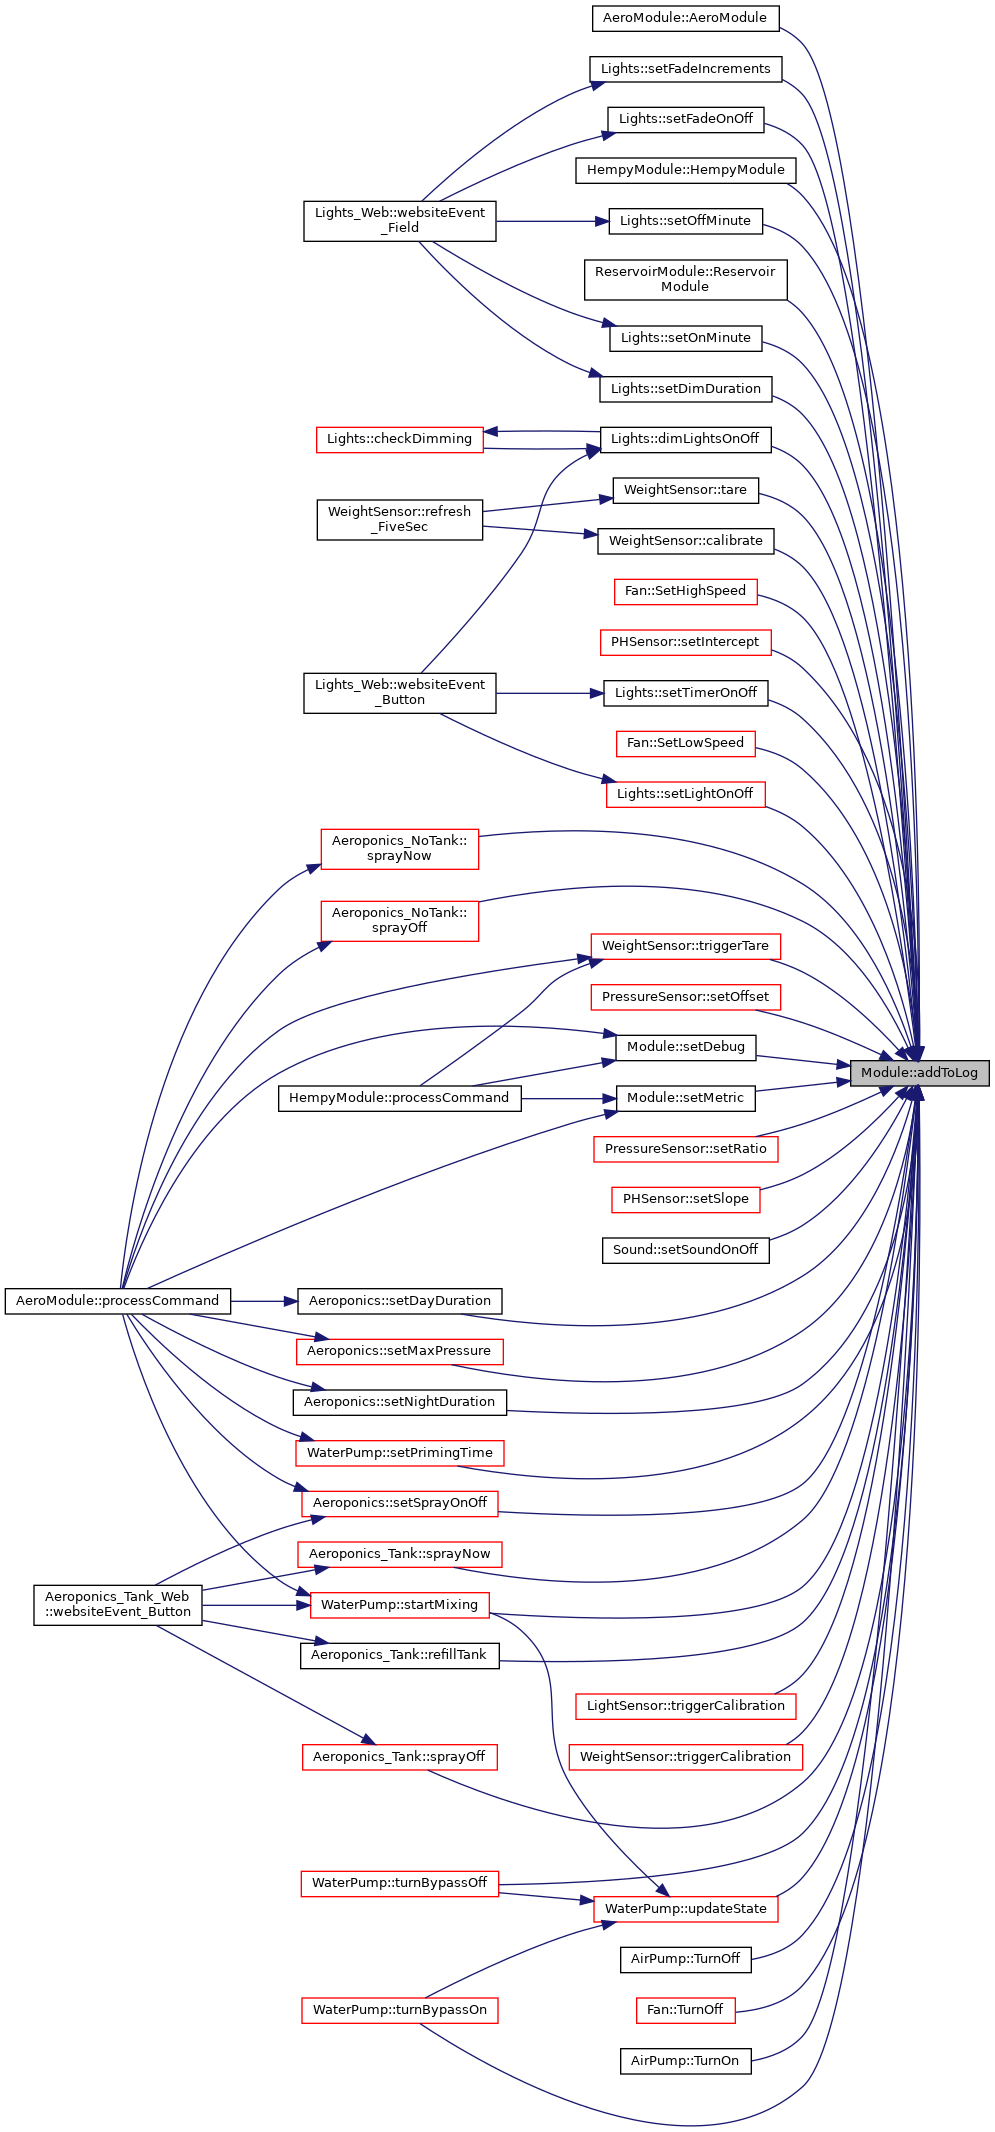 AeroModule::AeroModule
Lights::setFadeIncrements
Lights::setFadeOnOff
HempyModule::HempyModule
Lights_Web::websiteEvent
_Field
Lights::setOffMinute
ReservoirModule::Reservoir
Module
Lights::setOnMinute
Lights::setDimDuration
Lights::checkDimming
Lights::dimLightsOnOff
WeightSensor::tare
WeightSensor::refresh
_FiveSec
WeightSensor::calibrate
Fan::SetHighSpeed
PHSensor::setIntercept
Lights_Web::websiteEvent
_Button
Lights::setTimerOnOff
Fan::SetLowSpeed
Lights::setLightOnOff
Aeroponics_NoTank::
sprayNow
Aeroponics_NoTank::
sprayOff
WeightSensor::triggerTare
PressureSensor::setOffset
Module::setDebug
Module::addToLog
HempyModule::processCommand
Module::setMetric
PressureSensor::setRatio
PHSensor::setSlope
Sound::setSoundOnOff
AeroModule::processCommand
Aeroponics::setDayDuration
Aeroponics::setMaxPressure
Aeroponics::setNightDuration
WaterPump::setPrimingTime
Aeroponics::setSprayOnOff
Aeroponics_Tank::sprayNow
Aeroponics_Tank_Web
::websiteEvent_Button
WaterPump::startMixing
Aeroponics_Tank::refillTank
LightSensor::triggerCalibration
Aeroponics_Tank::sprayOff
WeightSensor::triggerCalibration
WaterPump::turnBypassOff
WaterPump::updateState
AirPump::TurnOff
WaterPump::turnBypassOn
Fan::TurnOff
AirPump::TurnOn